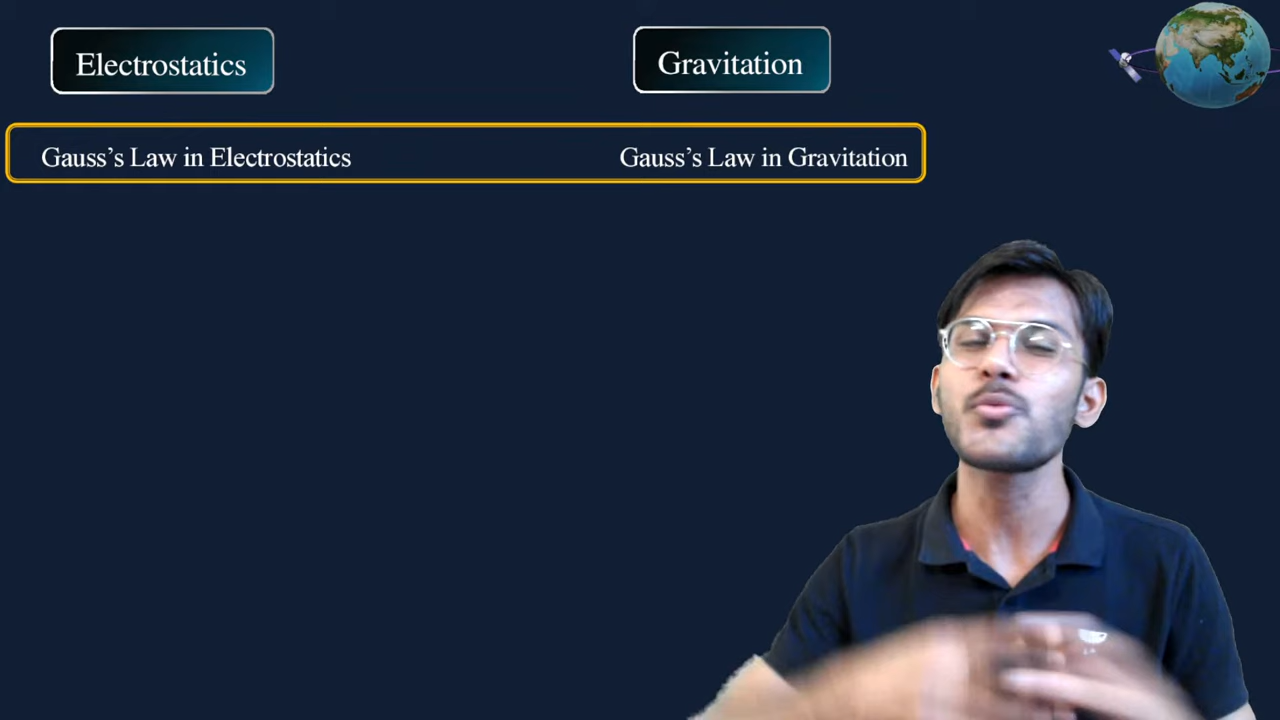 Electrostatics
Gravitation
Gauss’s Law in Electrostatics
Gauss’s Law in Gravitation